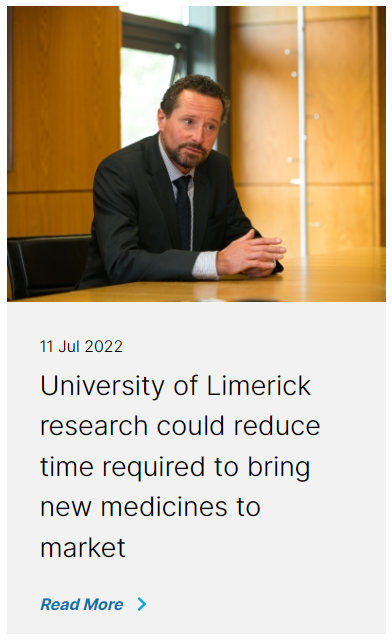 11 Jul 2022
University of Limerick
research could reduce
time required to bring
new medicines to
market
Read More